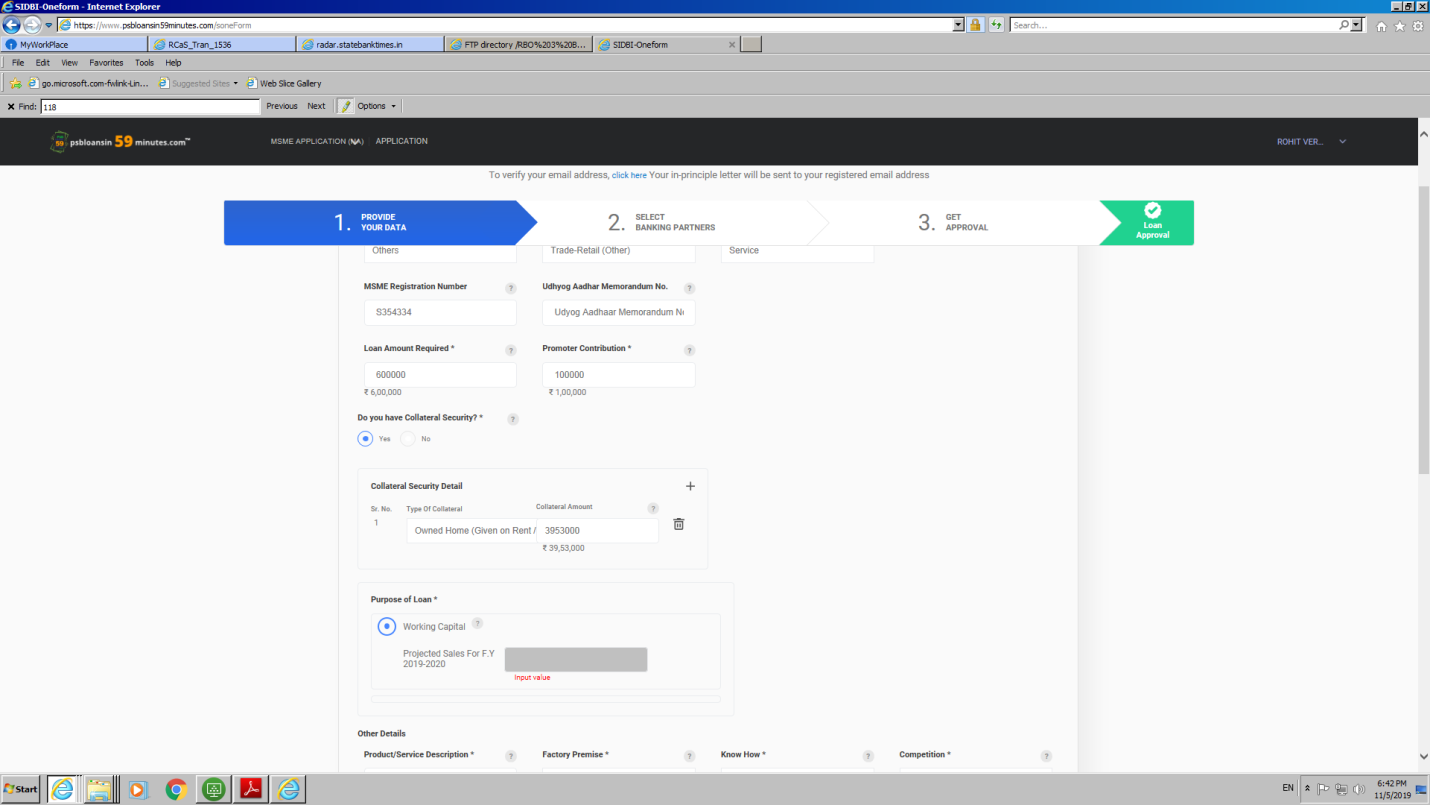 SIDBI-Oneform - Internet Explorer
https://www.psbloansin59minutes.com/soneForm
Search...
MyWorkPlace
RCaS_Tran_1536
radar.statebanktimes.in
FTP directory /RBO%203%20B...
SIDBI-Oneform
File Edit View Favorites Tools Help
go.microsoft.com-fwlink-Lin...
Suggested Sites
Web Slice Gallery
Find: 118
Previous Next Options
psbloansin 59 minutes.com™
MSME APPLICATION (NA) APPLICATION
ROHIT VER...
To verify your email address, click here Your in-principle letter will be sent to your registered email address
1. PROVIDE YOUR DATA
2. SELECT BANKING PARTNERS
3. GET APPROVAL
Loan Approval
Others
Trade-Retail (Other)
Service
MSME Registration Number ?
Udhyog Aadhar Memorandum No. ?
S354334
Udyog Aadhaar Memorandum N
Loan Amount Required * ?
Promoter Contribution * ?
600000
100000
₹ 6,00,000
₹ 1,00,000
Do you have Collateral Security? * ?
Yes No
Collateral Security Detail +
Sr. No. Type Of Collateral Collateral Amount ?
1 Owned Home (Given on Rent / 3953000
₹ 39,53,000
Purpose of Loan *
Working Capital ?
Projected Sales For F.Y
2019-2020
Input value
Other Details
Product/Service Description * ? Factory Premise * ? Know How * ? Competition * ?
Start
EN
6:42 PM
11/5/2019